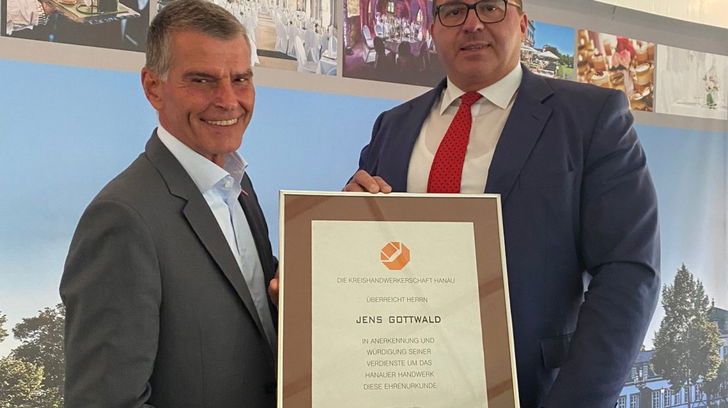 DIE KREISHANDWERKERSCHAFT HANAU
ÜBERREICHT HERRN
JENS GOTTWALD
IN ANERKENNUNG UND
WÜRDIGUNG SEINER
VERDIENSTE UM DAS
HANAUER HANDWERK
DIESE EHRENURKUNDE